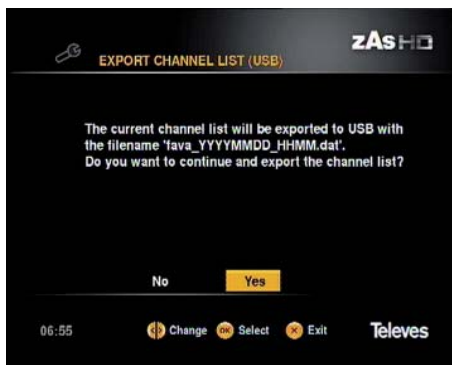 zAs HD
EXPORT CHANNEL LIST (USB)
The current channel list will be exported to USB with
the filename 'fava_YYYYMMDD_HHMM.dat'.
Do you want to continue and export the channel list?
No Yes
06:55 Change OK Select Exit Televes